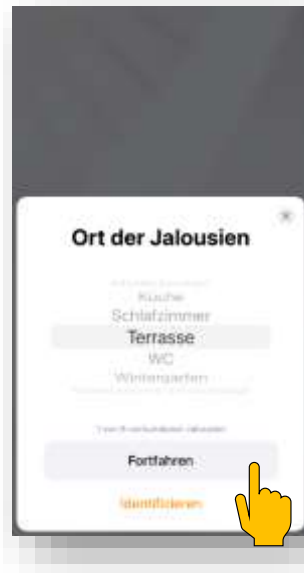 Ort der Jalousien
Küche
Schlafzimmer
Terrasse
WC
Wintergarten
Fortfahren
Identifizieren